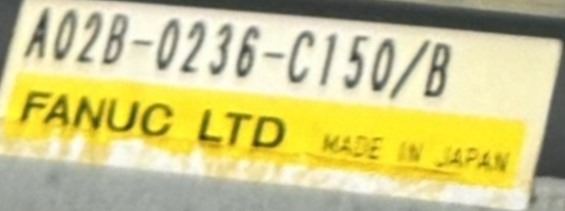 A02B-0236-C150/B
FANUC LTD MADE IN JAPAN